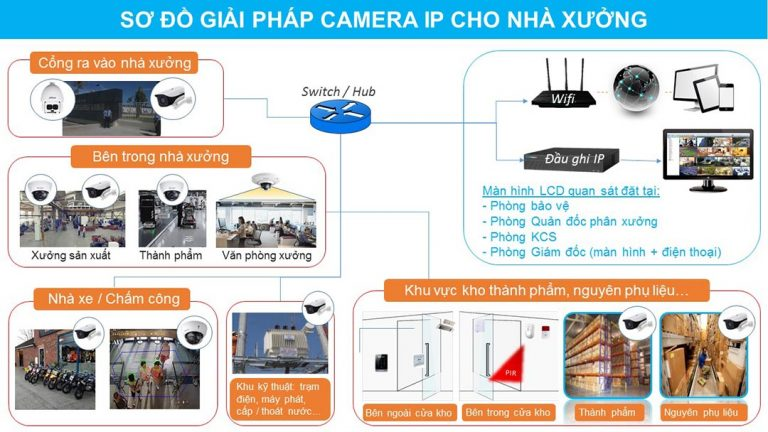 SƠ ĐỒ GIẢI PHÁP CAMERA IP CHO NHÀ XƯỞNG
Cổng ra vào nhà xưởng
Switch / Hub
Wifi
Đầu ghi IP
Màn hình LCD quan sát đặt tại:
- Phòng bảo vệ
- Phòng Quản đốc phân xưởng
- Phòng KCS
- Phòng Giám đốc (màn hình + điện thoại)
Bên trong nhà xưởng
Xưởng sản xuất
Thành phẩm
Văn phòng xưởng
Nhà xe / Chấm công
Khu kỹ thuật: trạm
điện, máy phát,
cấp / thoát nước...
Khu vực kho thành phẩm, nguyên phụ liệu...
PIR
Bên ngoài cửa kho
Bên trong cửa kho
Thành phẩm
Nguyên phụ liệu